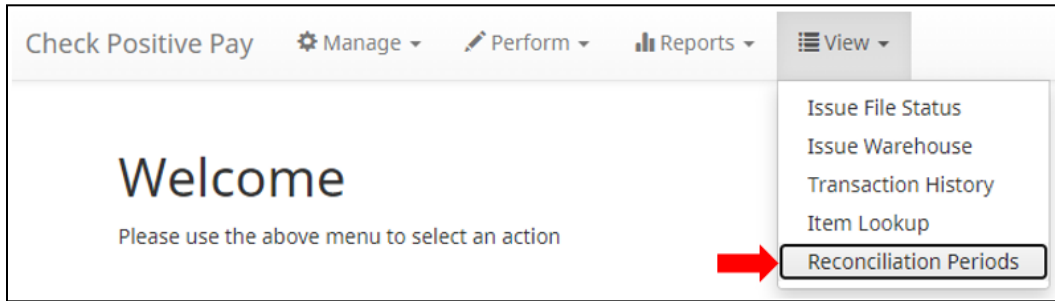 Check Positive Pay Manage Perform Reports View
Issue File Status
Issue Warehouse
Transaction History
Item Lookup
Reconciliation Periods
Welcome
Please use the above menu to select an action